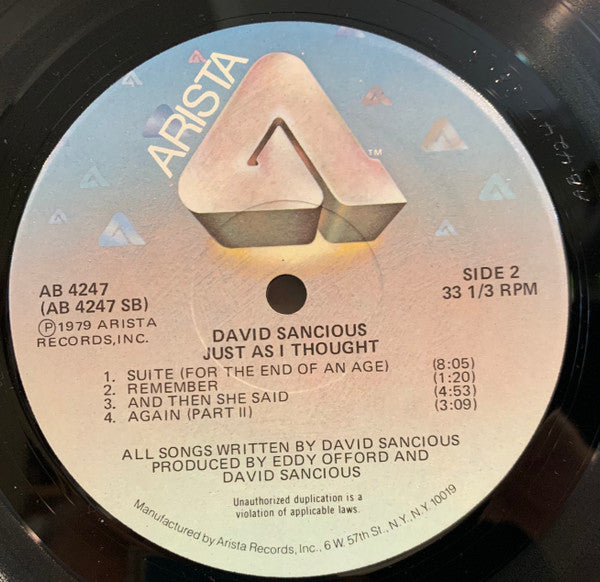 ARISTA
TM
AB 4247
(AB 4247 SB)
Ⓟ1979 ARISTA
RECORDS, INC.
SIDE 2
33 1/3 RPM
DAVID SANCIOUS
JUST AS I THOUGHT
1. SUITE (FOR THE END OF AN AGE) (8:05)
2. REMEMBER (1:20)
3. AND THEN SHE SAID (4:53)
4. AGAIN (PART II) (3:09)
ALL SONGS WRITTEN BY DAVID SANCIOUS
PRODUCED BY EDDY OFFORD AND
DAVID SANCIOUS
Unauthorized duplication is a
violation of applicable laws.
Manufactured by Arista Records, Inc., 6 W. 57th St., N.Y., N.Y. 10019